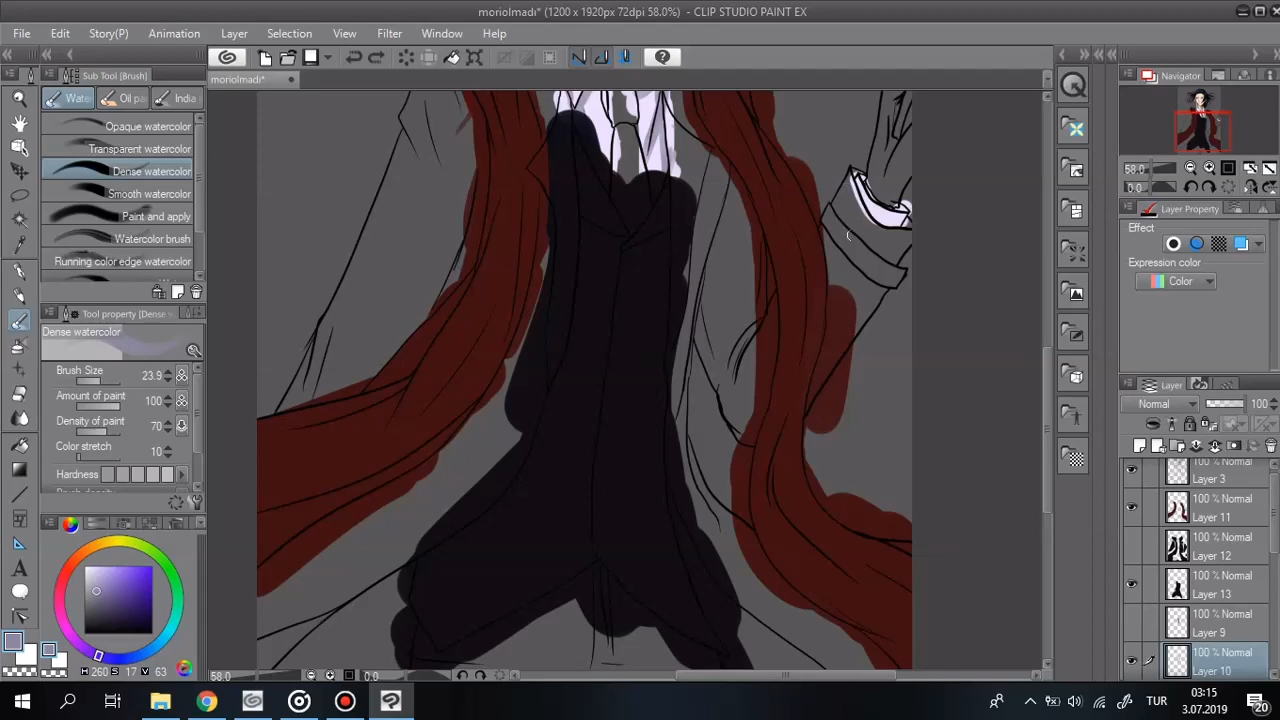 moriolmadı* (1200 x 1920px 72dpi 58.0%) - CLIP STUDIO PAINT EX
File Edit Story(P) Animation Layer Selection View Filter Window Help
Sub Tool [Brush]
moriolmadı*
Navigator
Wate Oil pa India
Opaque watercolor
Transparent watercolor
Dense watercolor
Smooth watercolor
Paint and apply
Watercolor brush
Running color edge watercolor
58.0
0.0
Layer Property
Effect
Expression color
Color
Tool property [Dense w
Dense watercolor
Brush Size 23.9
Amount of paint 100
Density of paint 70
Color stretch 10
Hardness
Layer
Normal 100
100 % Normal
Layer 3
100 % Normal
Layer 11
100 % Normal
Layer 12
100 % Normal
Layer 13
100 % Normal
Layer 9
100 % Normal
Layer 10
H 260 S 17 V 63
58.0 0.0
TUR
03:15
3.07.2019
20